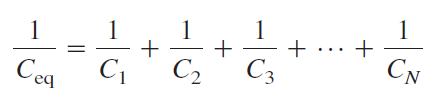 1/C_eq = 1/C_1 + 1/C_2 + 1/C_3 + ··· + 1/C_N